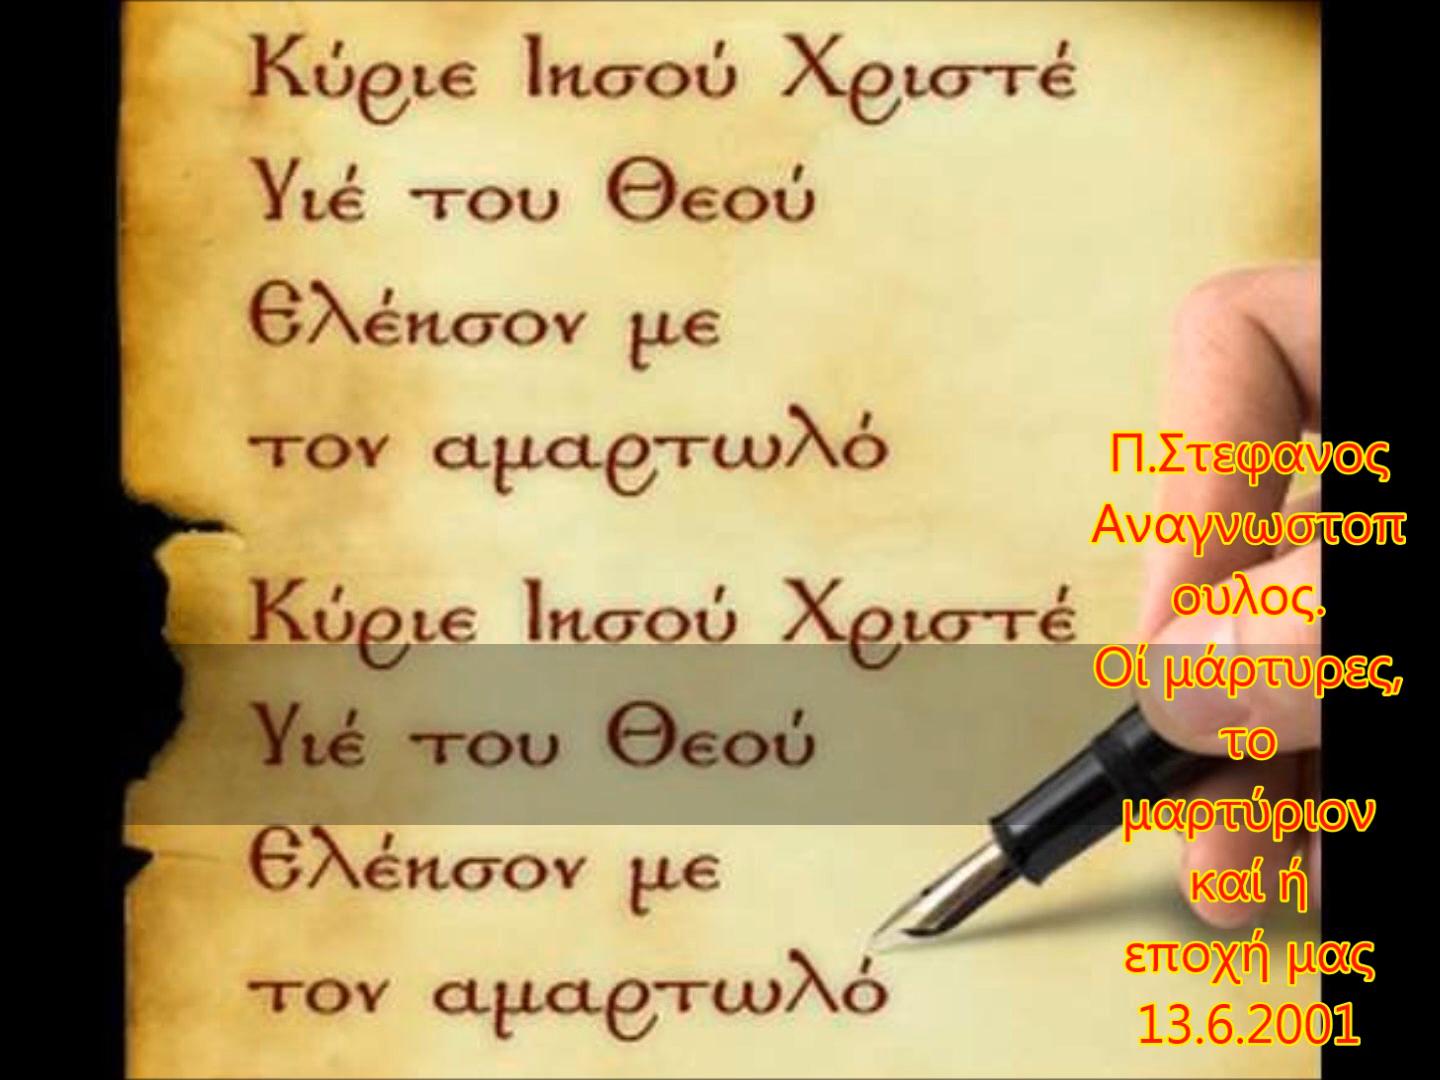 Κύριε Ιησού Χριστέ
Υιέ του Θεού
Ελέησον με
τον αμαρτωλό
Κύριε Ιησού Χριστέ
Υιέ του Θεού
Ελέησον με
τον αμαρτωλό
Π.Στεφανος
Αναγνωστοπ
ουλος.
Οί μάρτυρες,
το
μαρτύριον
καί ή
εποχή μας
13.6.2001